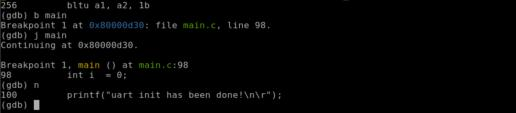 256        bltu a1, a2, 1b
(gdb) b main
Breakpoint 1 at 0x80000d30: file main.c, line 98.
(gdb) j main
Continuing at 0x80000d30.

Breakpoint 1, main () at main.c:98
98        int i  = 0;
(gdb) n
100        printf("uart init has been done!\n\r");
(gdb)